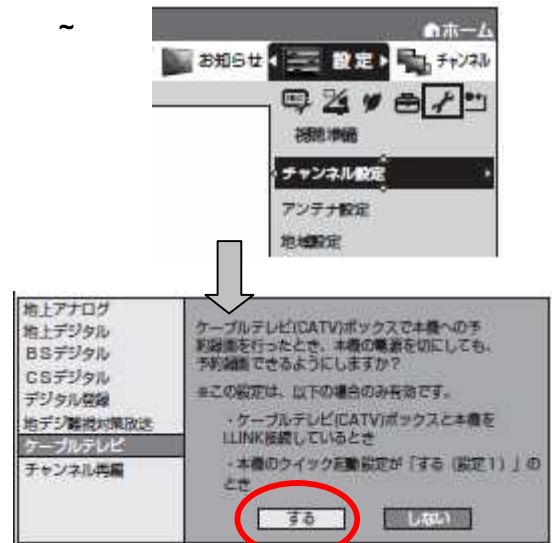 ~
ホーム
お知らせ 設定 チャンネル
視聴準備
チャンネル設定
アンテナ設定
地域設定
地上アナログ
地上デジタル
BSデジタル
CSデジタル
デジタル登録
地デジ難視対策放送
ケーブルテレビ
チャンネル再編
ケーブルテレビ(CATV)ボックスで本機への予
約録画を行ったとき、本機の電源を切にしても、
予約録画できるようにしますか?
※この設定は、以下の場合のみ有効です。
・ケーブルテレビ(CATV)ボックスと本機を
i.LINK接続しているとき
・本機のクイック起動設定が「する(設定1)」の
とき
する しない